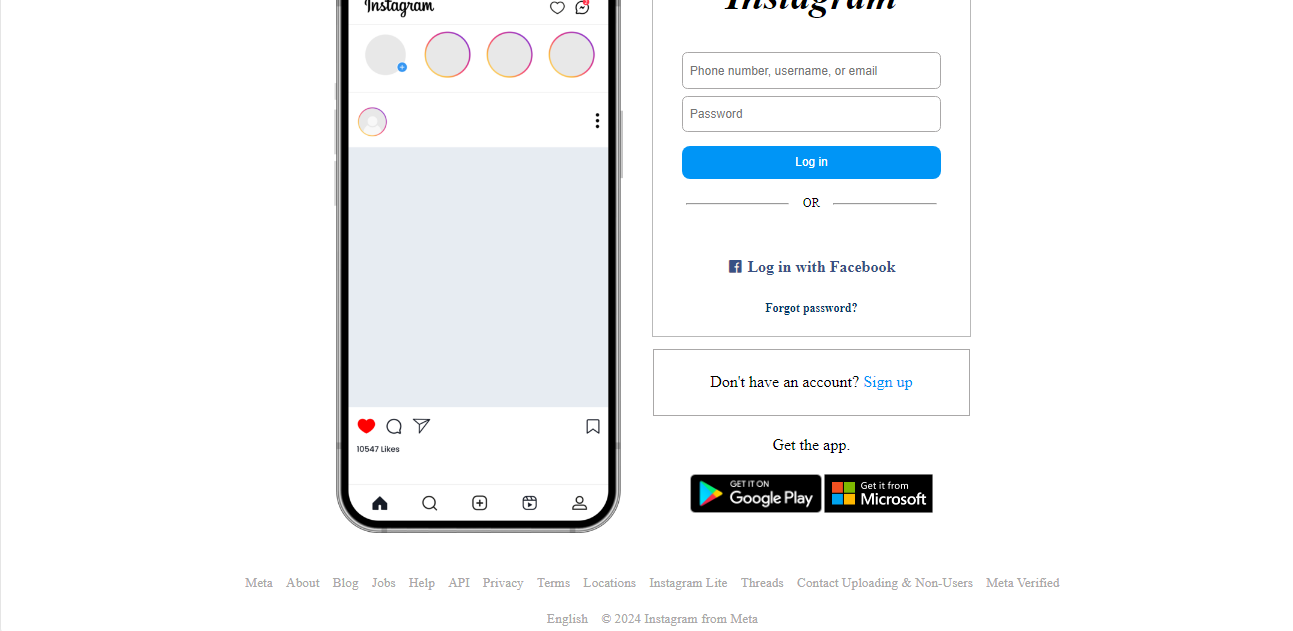 Instagram
10547 Likes
Instagram
Phone number, username, or email
Password
Log in
OR
Log in with Facebook
Forgot password?
Don't have an account? Sign up
Get the app.
GET IT ON
Google Play
Get it from
Microsoft
Meta About Blog Jobs Help API Privacy Terms Locations Instagram Lite Threads Contact Uploading & Non-Users Meta Verified
English © 2024 Instagram from Meta